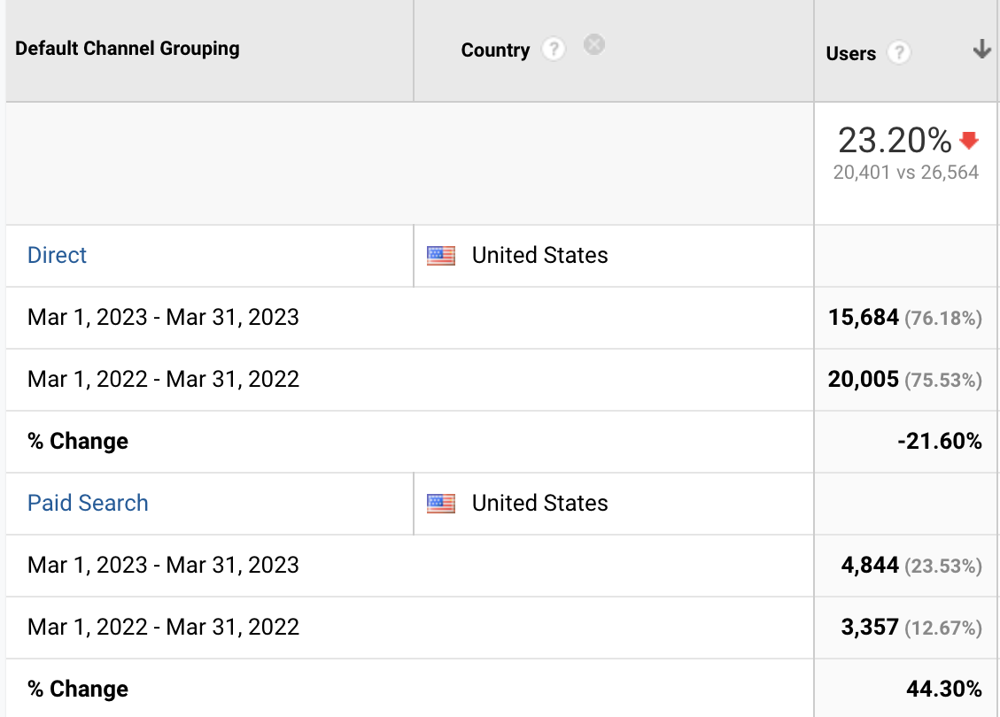 Default Channel Grouping Country ? Users ?
23.20%
20,401 vs 26,564
Direct United States
Mar 1, 2023 - Mar 31, 2023 15,684 (76.18%)
Mar 1, 2022 - Mar 31, 2022 20,005 (75.53%)
% Change -21.60%
Paid Search United States
Mar 1, 2023 - Mar 31, 2023 4,844 (23.53%)
Mar 1, 2022 - Mar 31, 2022 3,357 (12.67%)
% Change 44.30%